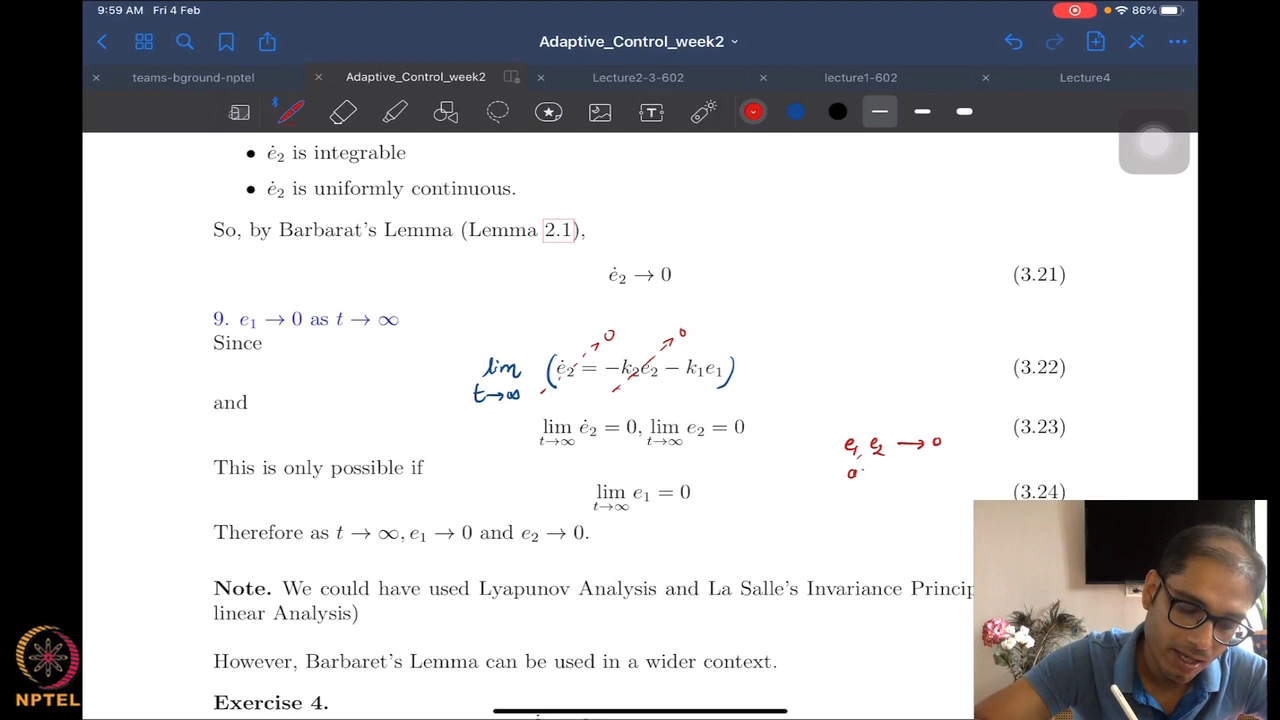 9:59 AM Fri 4 Feb
86%
Adaptive_Control_week2
teams-bground-nptel
Adaptive_Control_week2
Lecture2-3-602
lecture1-602
Lecture4
• ė₂ is integrable
• ė₂ is uniformly continuous.
So, by Barbarat's Lemma (Lemma 2.1),
ė₂ → 0 (3.21)
9. e₁ → 0 as t → ∞
Since
0 0
lim t→∞ (ė₂ = −k₂e₂ − k₁e₁) (3.22)
and
lim t→∞ ė₂ = 0, lim t→∞ e₂ = 0 (3.23)
e₁, e₂ → 0
This is only possible if
lim t→∞ e₁ = 0 (3.24)
Therefore as t → ∞, e₁ → 0 and e₂ → 0.
Note. We could have used Lyapunov Analysis and La Salle's Invariance
linear Analysis)
However, Barbaret's Lemma can be used in a wider context.
Exercise 4.
NPTEL